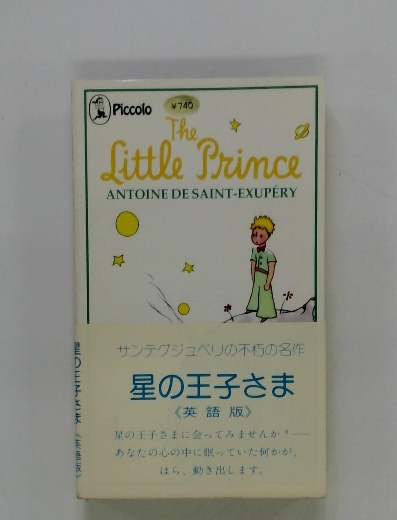 Piccolo
¥740
The
Little Prince
ANTOINE DE SAINT-EXUPÉRY
サンテグジュペリの不朽の名作
星の王子さま
《英語版》
星の王子さまに会ってみませんか?──
あなたの心の中に眠っていた何かが、
ほら、動き出します。
星の王子さま《英語版》